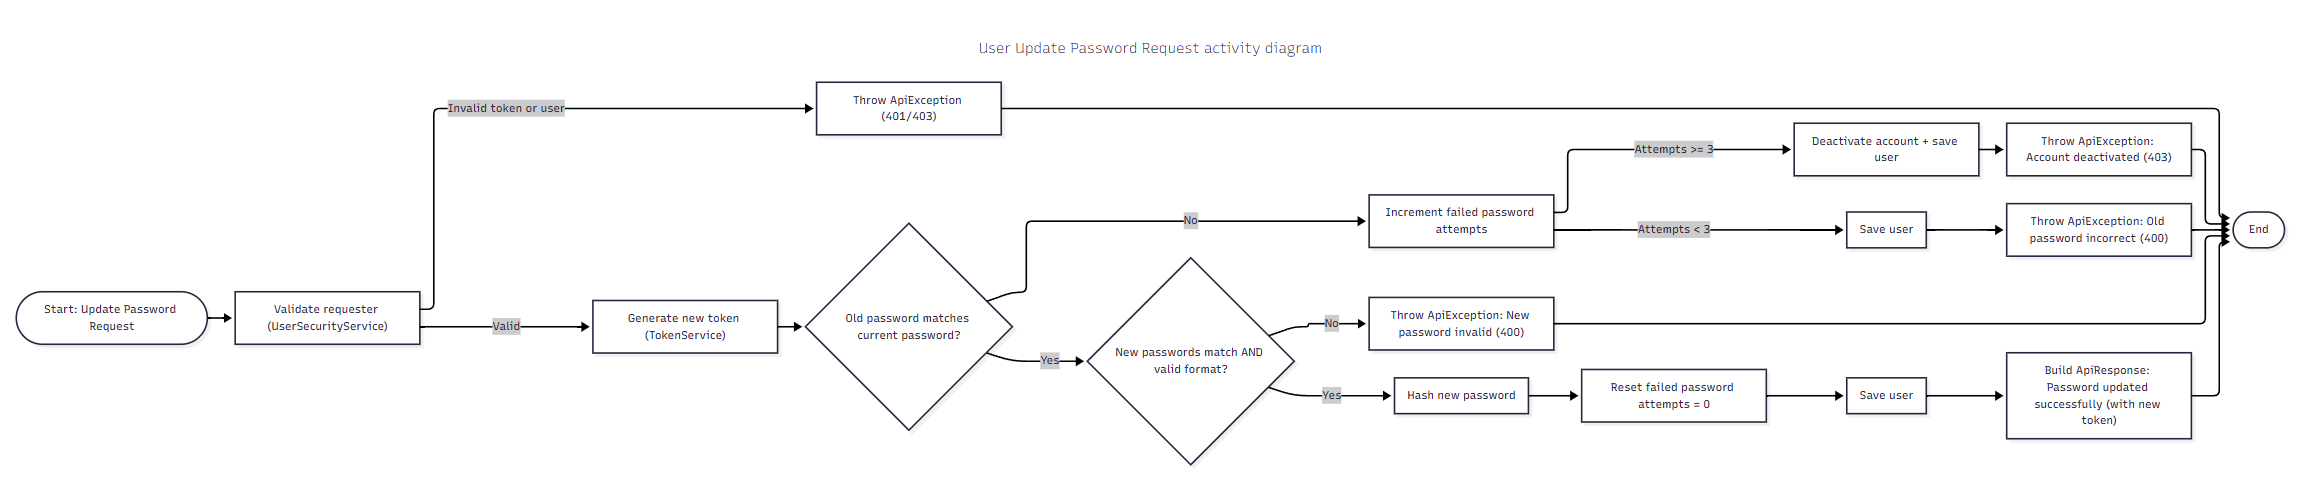 User Update Password Request activity diagram
Invalid token or user
Throw ApiException
(401/403)
Attempts >= 3
Deactivate account + save
user
Throw ApiException:
Account deactivated (403)
No
Increment failed password
attempts
Attempts < 3
Save user
Throw ApiException: Old
password incorrect (400)
End
Start: Update Password
Request
Validate requester
(UserSecurityService)
Valid
Generate new token
(TokenService)
Old password matches
current password?
Yes
New passwords match AND
valid format?
No
Throw ApiException: New
password invalid (400)
Yes
Hash new password
Reset failed password
attempts = 0
Save user
Build ApiResponse:
Password updated
successfully (with new
token)